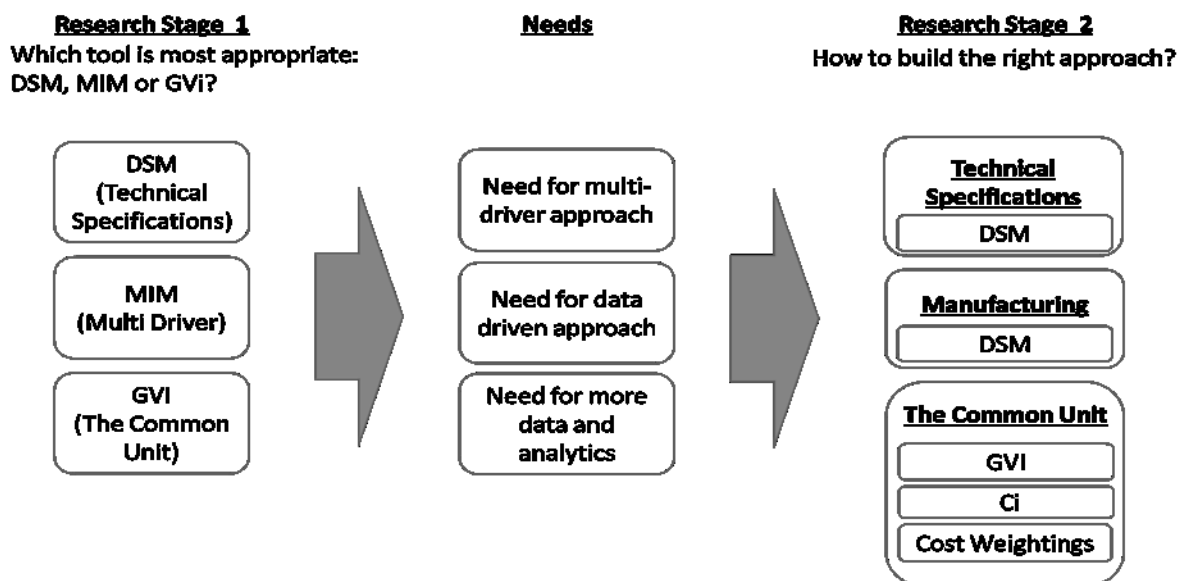 Research Stage 1
Which tool is most appropriate:
DSM, MIM or GVi?
DSM
(Technical
Specifications)
MIM
(Multi Driver)
GVI
(The Common
Unit)
Needs
Need for multi-
driver approach
Need for data
driven approach
Need for more
data and
analytics
Research Stage 2
How to build the right approach?
Technical
Specifications
DSM
Manufacturing
DSM
The Common Unit
GVI
Ci
Cost Weightings